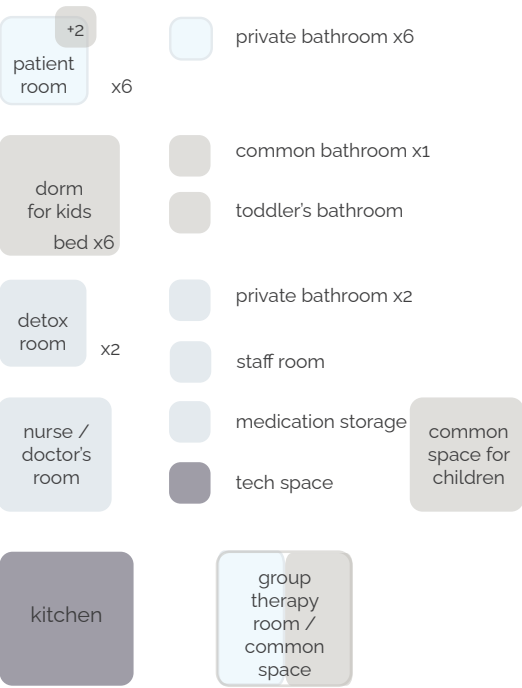 +2
patient
room
x6
private bathroom x6
dorm
for kids
bed x6
common bathroom x1
toddler's bathroom
detox
room
x2
private bathroom x2
staff room
nurse /
doctor's
room
medication storage
tech space
common
space for
children
kitchen
group
therapy
room /
common
space